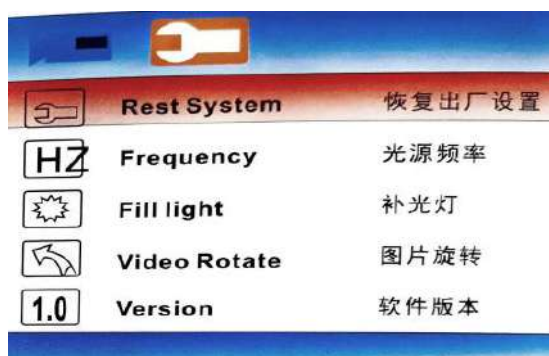 Rest System 恢复出厂设置
HZ Frequency 光源频率
Fill light 补光灯
Video Rotate 图片旋转
1.0 Version 软件版本